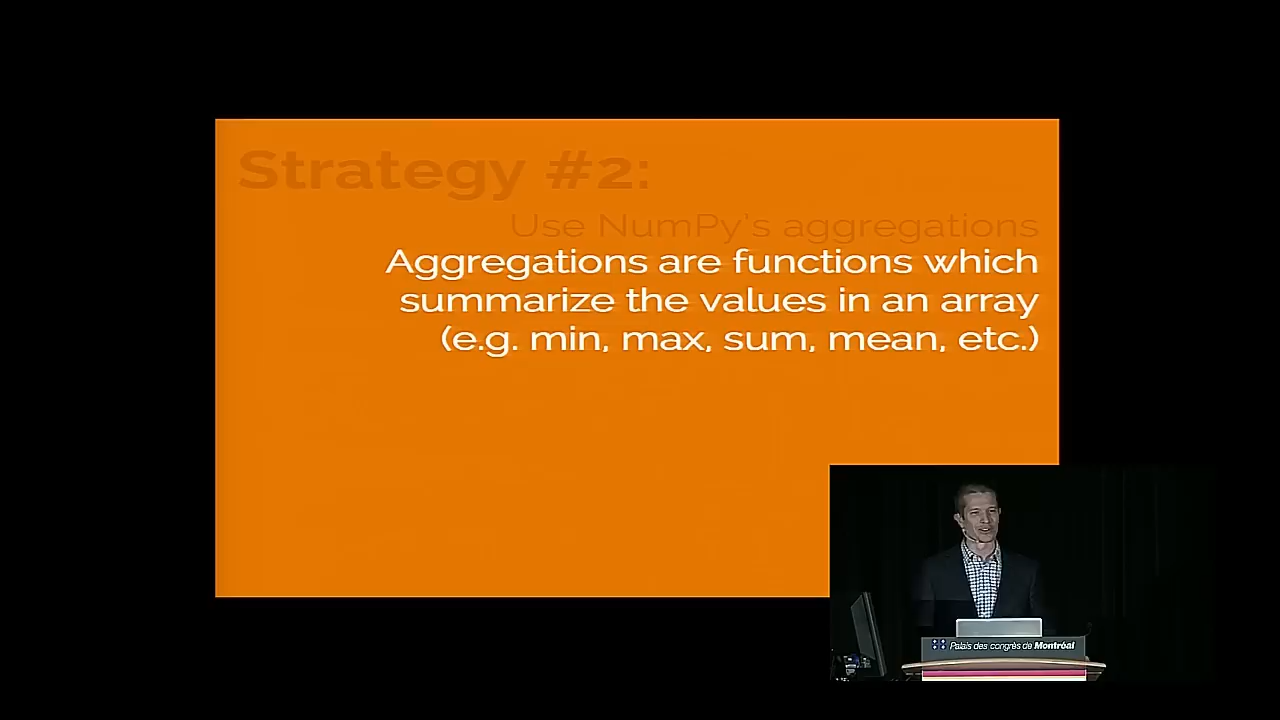 Strategy #2:
Use NumPy's aggregations
Aggregations are functions which
summarize the values in an array
(e.g. min, max, sum, mean, etc.)
Palais des congrès de Montréal